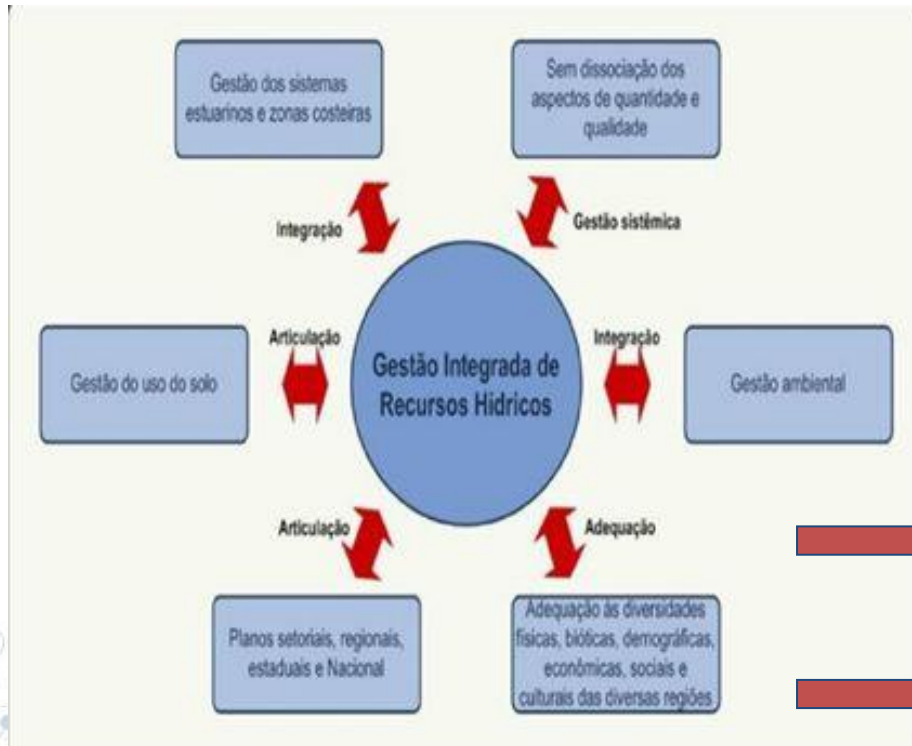 Gestão dos sistemas
estuarinos e zonas costeiras
Sem dissociação dos
aspectos de quantidade e
qualidade
Integração
Gestão sistêmica
Articulação
Gestão do uso do solo
Gestão Integrada de
Recursos Hídricos
Integração
Gestão ambiental
Articulação
Adequação
Planos setoriais, regionais,
estaduais e Nacional
Adequação às diversidades
físicas, bióticas, demográficas,
econômicas, sociais e
culturais das diversas regiões